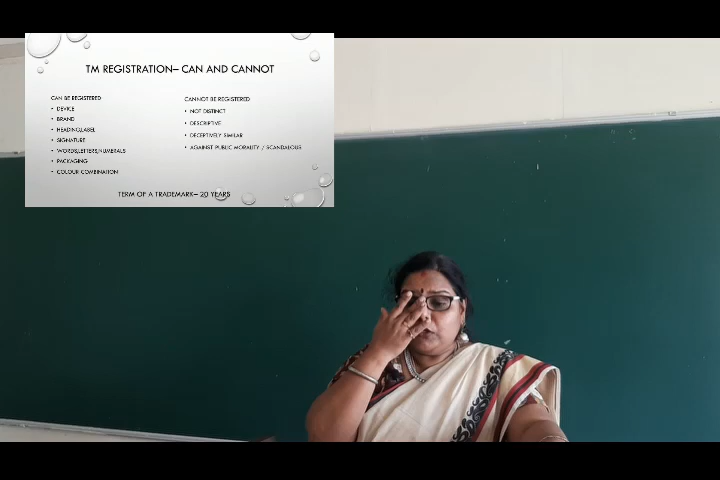 TM REGISTRATION– CAN AND CANNOT
CAN BE REGISTERED
• DEVICE
• BRAND
• HEADING,LABEL
• SIGNATURE
• WORDS,LETTERS,NUMERALS
• PACKAGING
• COLOUR COMBINATION
CANNOT BE REGISTERED
• NOT DISTINCT
• DESCRIPTIVE
• DECEPTIVELY SIMILAR
• AGAINST PUBLIC MORALITY / SCANDALOUS
TERM OF A TRADEMARK– 20 YEARS